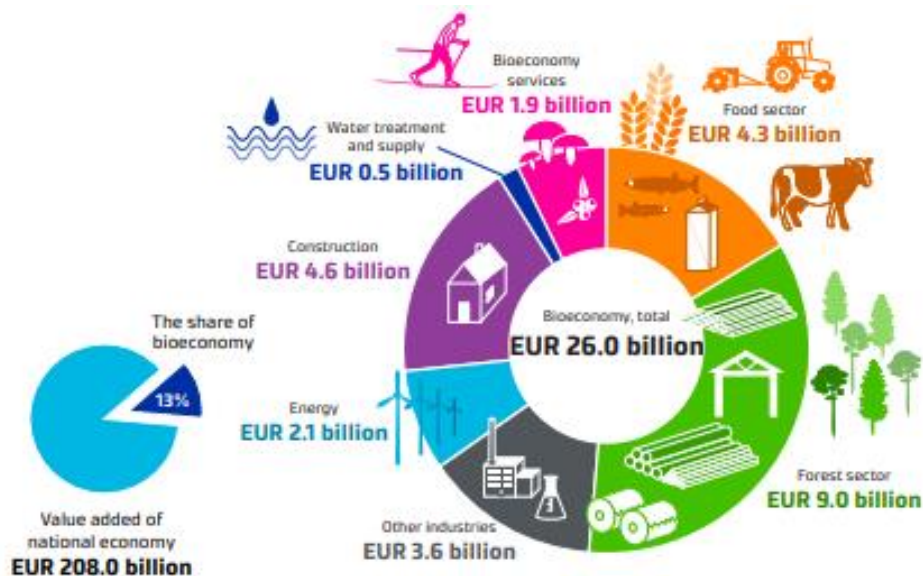 Bioeconomy
services
EUR 1.9 billion
Food sector
EUR 4.3 billion
Water treatment
and supply
EUR 0.5 billion
Construction
EUR 4.6 billion
Bioeconomy, total
EUR 26.0 billion
The share of
bioeconomy
13%
Energy
EUR 2.1 billion
Forest sector
EUR 9.0 billion
Other industries
EUR 3.6 billion
Value added of
national economy
EUR 208.0 billion